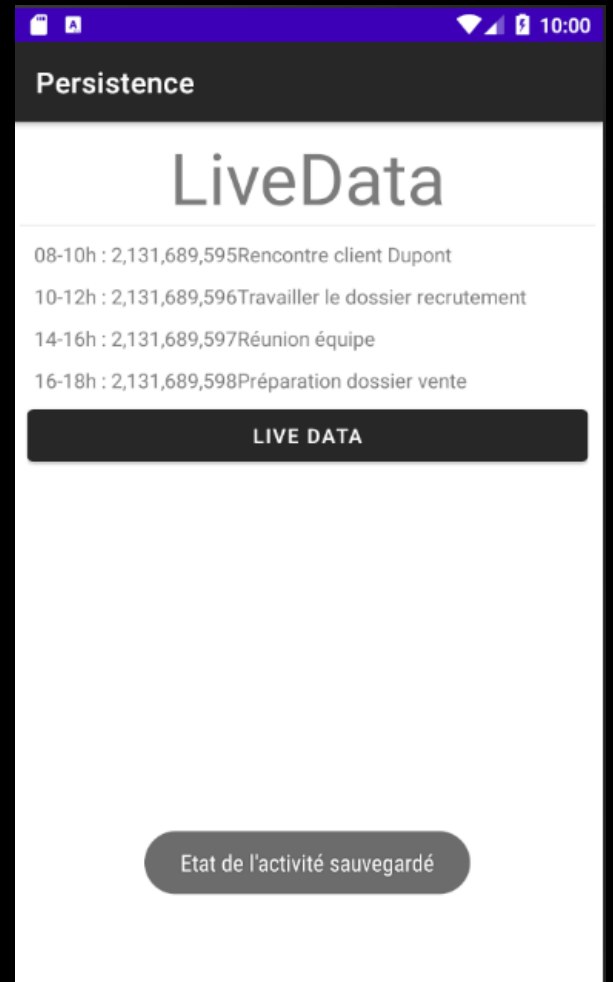 10:00
Persistence
LiveData
08-10h : 2,131,689,595Rencontre client Dupont
10-12h : 2,131,689,596Travailler le dossier recrutement
14-16h : 2,131,689,597Réunion équipe
16-18h : 2,131,689,598Préparation dossier vente
LIVE DATA
Etat de l'activité sauvegardé